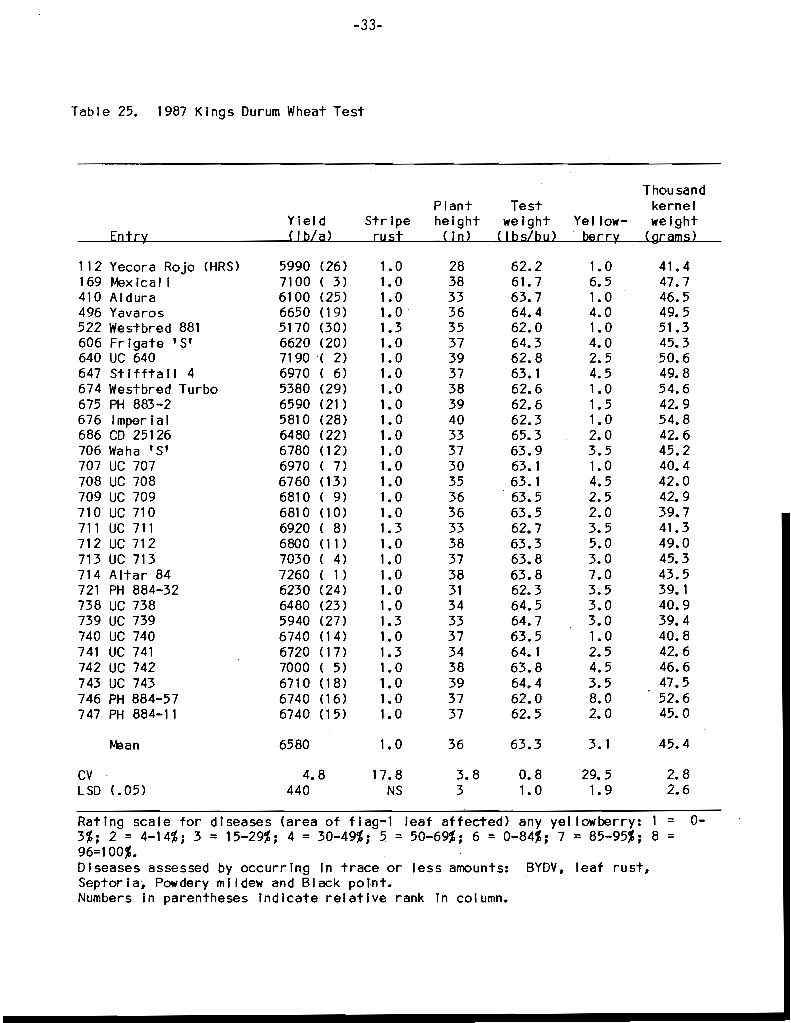 -33-
Table 25. 1987 Kings Durum Wheat Test
Thousand
Plant Test kernel
Yield Stripe height weight Yellow- weight
Entry (lb/a) rust (in) (lbs/bu) berry (grams)
112 Yecora Rojo (HRS) 5990 (26) 1.0 28 62.2 1.0 41.4
169 Mexicali 7100 ( 3) 1.0 38 61.7 6.5 47.7
410 Aldura 6100 (25) 1.0 33 63.7 1.0 46.5
496 Yavaros 6650 (19) 1.0 36 64.4 4.0 49.5
522 Westbred 881 5170 (30) 1.3 35 62.0 1.0 51.3
606 Frigate 'S' 6620 (20) 1.0 37 64.3 4.0 45.3
640 UC 640 7190 ( 2) 1.0 39 62.8 2.5 50.6
647 Stifftail 4 6970 ( 6) 1.0 37 63.1 4.5 49.8
674 Westbred Turbo 5380 (29) 1.0 38 62.6 1.0 54.6
675 PH 883-2 6590 (21) 1.0 39 62.6 1.5 42.9
676 Imperial 5810 (28) 1.0 40 62.3 1.0 54.8
686 CD 25126 6480 (22) 1.0 33 65.3 2.0 42.6
706 Waha 'S' 6780 (12) 1.0 37 63.9 3.5 45.2
707 UC 707 6970 ( 7) 1.0 30 63.1 1.0 40.4
708 UC 708 6760 (13) 1.0 35 63.1 4.5 42.0
709 UC 709 6810 ( 9) 1.0 36 63.5 2.5 42.9
710 UC 710 6810 (10) 1.0 36 63.5 2.0 39.7
711 UC 711 6920 ( 8) 1.3 33 62.7 3.5 41.3
712 UC 712 6800 (11) 1.0 38 63.3 5.0 49.0
713 UC 713 7030 ( 4) 1.0 37 63.8 3.0 45.3
714 Altar 84 7260 ( 1) 1.0 38 63.8 7.0 43.5
721 PH 884-32 6230 (24) 1.0 31 62.3 3.5 39.1
738 UC 738 6480 (23) 1.0 34 64.5 3.0 40.9
739 UC 739 5940 (27) 1.3 33 64.7 3.0 39.4
740 UC 740 6740 (14) 1.0 37 63.5 1.0 40.8
741 UC 741 6720 (17) 1.3 34 64.1 2.5 42.6
742 UC 742 7000 ( 5) 1.0 38 63.8 4.5 46.6
743 UC 743 6710 (18) 1.0 39 64.4 3.5 47.5
746 PH 884-57 6740 (16) 1.0 37 62.0 8.0 52.6
747 PH 884-11 6740 (15) 1.0 37 62.5 2.0 45.0
Mean 6580 1.0 36 63.3 3.1 45.4
CV 4.8 17.8 3.8 0.8 29.5 2.8
LSD (.05) 440 NS 3 1.0 1.9 2.6
Rating scale for diseases (area of flag-1 leaf affected) any yellowberry: 1 = 0-
3%; 2 = 4-14%; 3 = 15-29%; 4 = 30-49%; 5 = 50-69%; 6 = 0-84%; 7 = 85-95%; 8 =
96=100%.
Diseases assessed by occurring in trace or less amounts: BYDV, leaf rust,
Septoria, Powdery mildew and Black point.
Numbers in parentheses indicate relative rank in column.